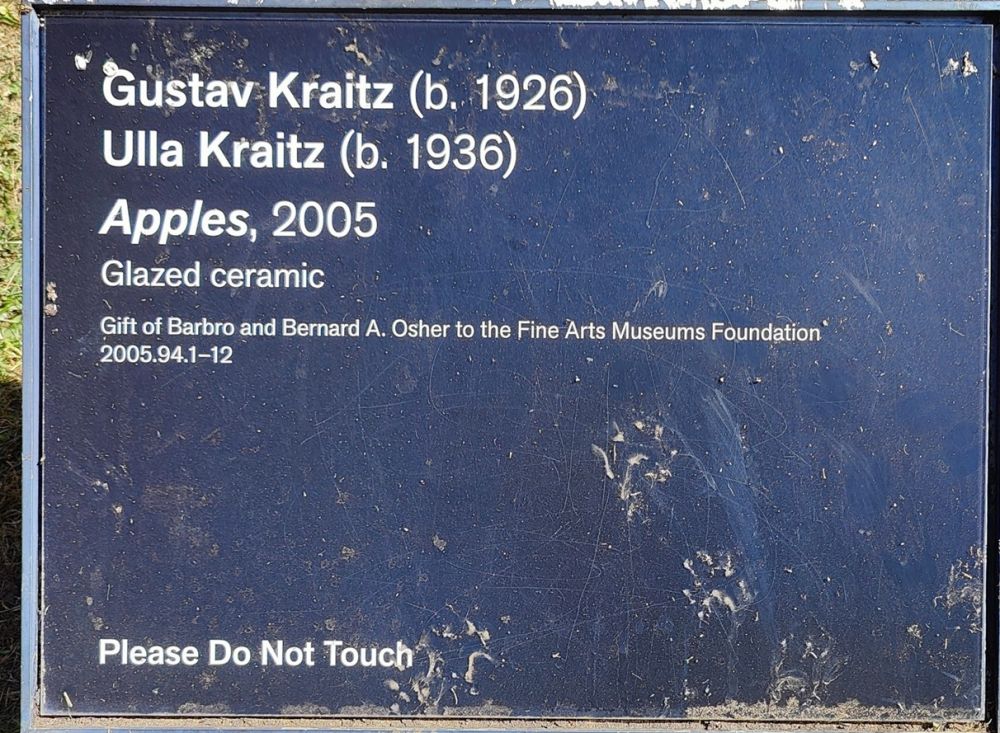 Gustav Kraitz (b. 1926)
Ulla Kraitz (b. 1936)
Apples, 2005
Glazed ceramic
Gift of Barbro and Bernard A. Osher to the Fine Arts Museums Foundation
2005.94.1–12
Please Do Not Touch